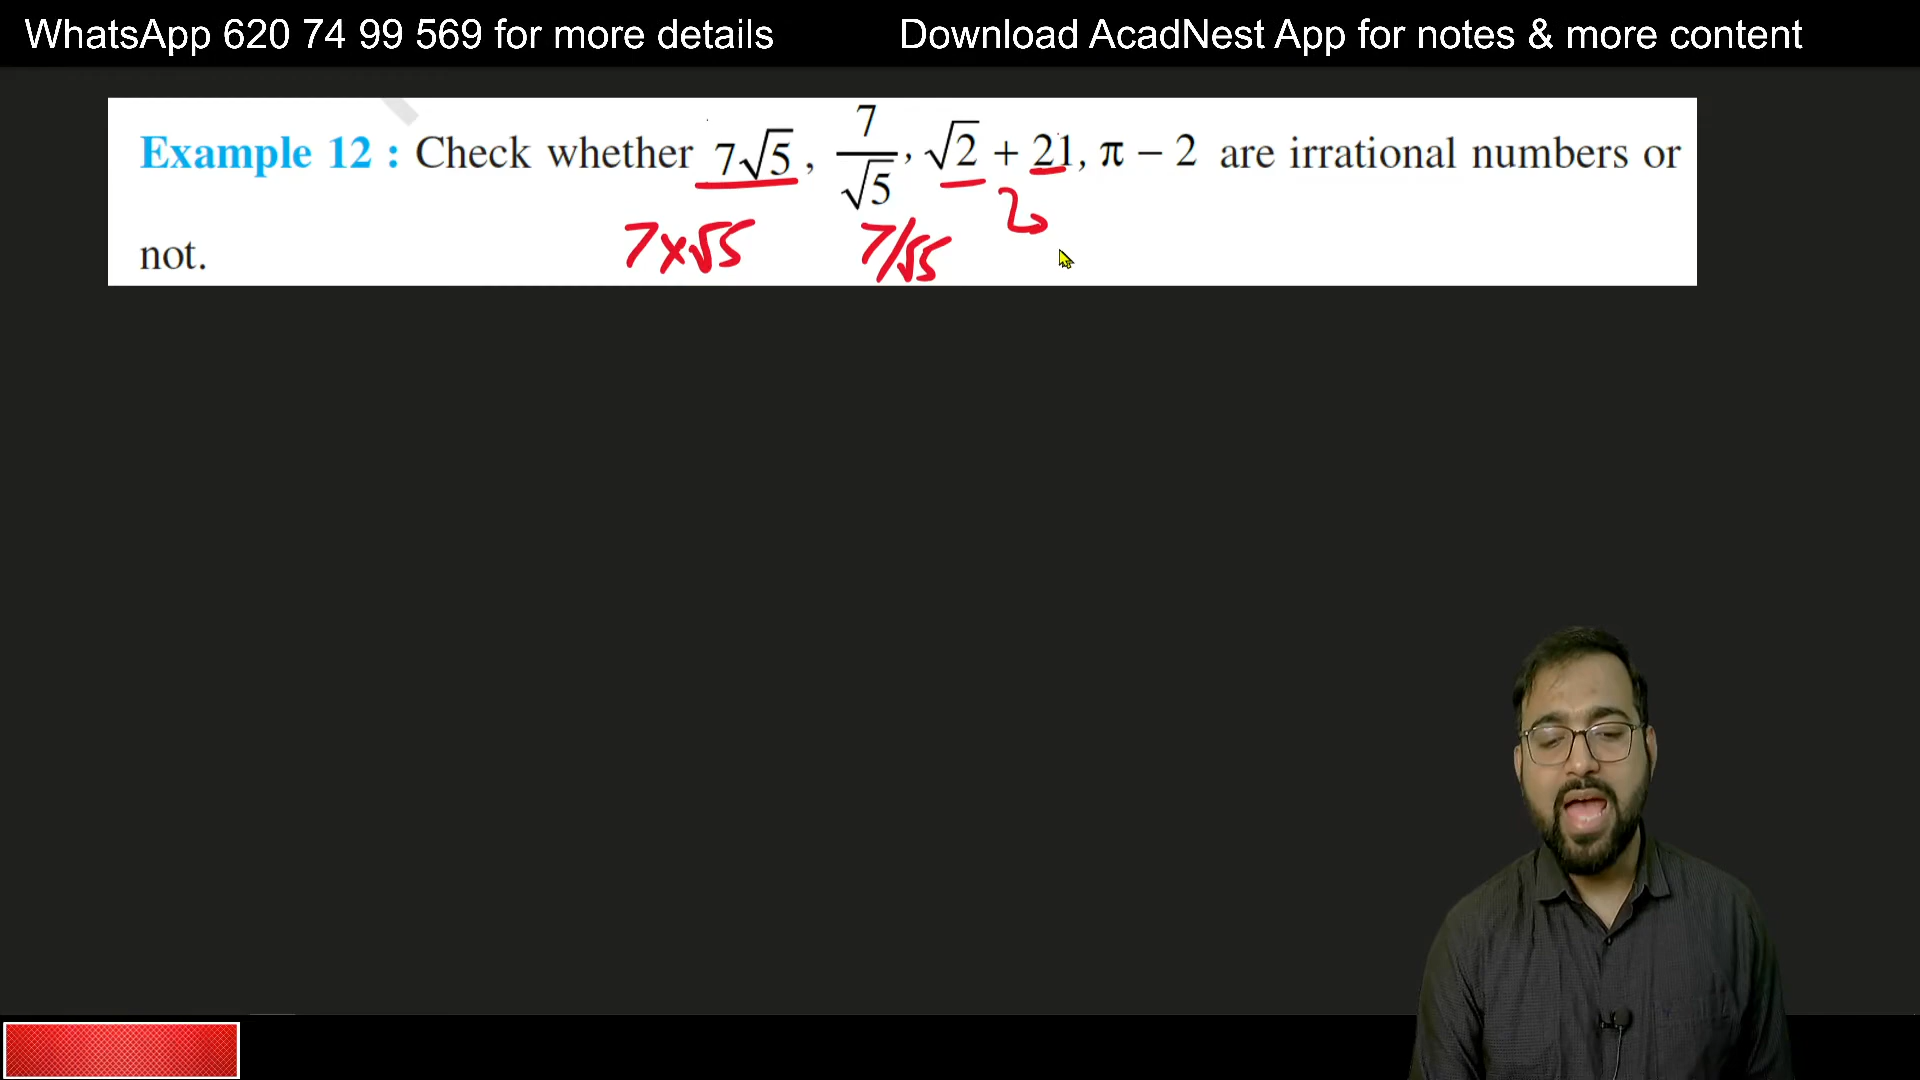 WhatsApp 620 74 99 569 for more details
Download AcadNest App for notes & more content
Example 12 : Check whether 7√5, 7/√5, √2 + 21, π − 2 are irrational numbers or
not.
7×√5 7/√5 2